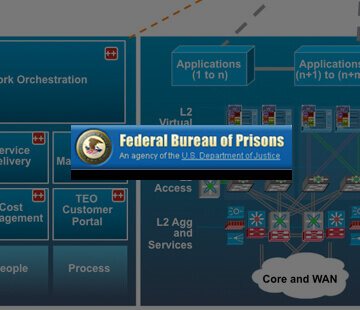 ++
rk Orchestration
ervice
elivery
++
Ma
Cost
agement
++
TEO
Customer
Portal
++
eople
Process
Applications
(1 to n)
Applications
(n+1) to (n+m
L2
Virtual
Federal Bureau of Prisons
An agency of the U.S. Department of Justice
L2
Access
L2 Agg
and
Services
Core and WAN